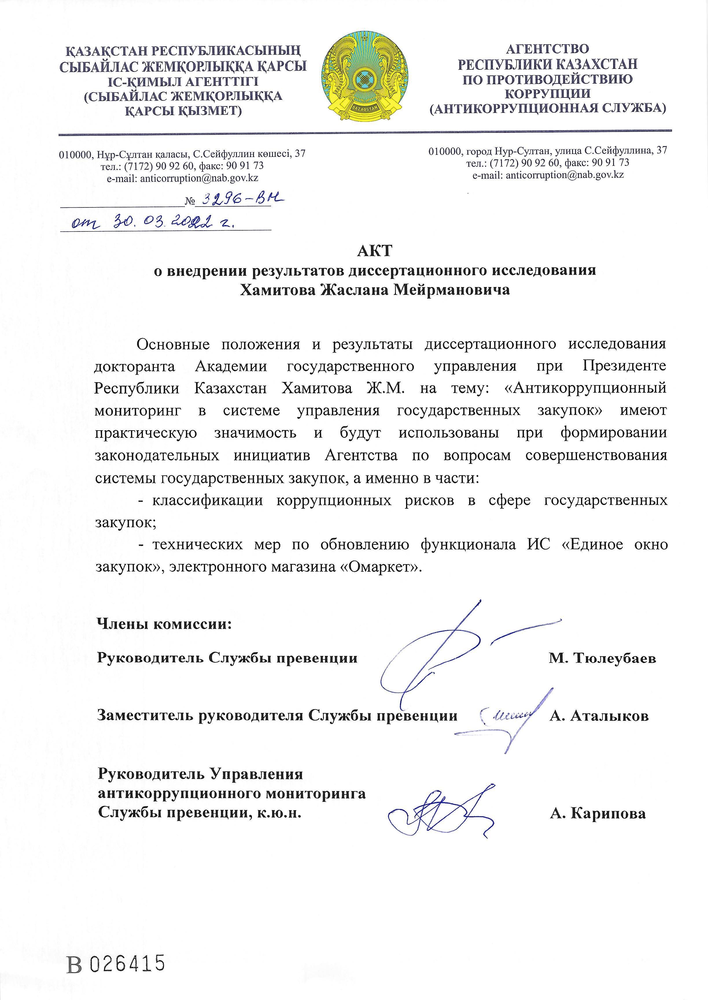 ҚАЗАҚСТАН РЕСПУБЛИКАСЫНЫҢ
СЫБАЙЛАС ЖЕМҚОРЛЫҚҚА ҚАРСЫ
ІС-ҚИМЫЛ АГЕНТТІГІ
(СЫБАЙЛАС ЖЕМҚОРЛЫҚҚА
ҚАРСЫ ҚЫЗМЕТ)
QAZAQSTAN
АГЕНТСТВО
РЕСПУБЛИКИ КАЗАХСТАН
ПО ПРОТИВОДЕЙСТВИЮ
КОРРУПЦИИ
(АНТИКОРРУПЦИОННАЯ СЛУЖБА)
010000, Нұр-Сұлтан қаласы, С.Сейфуллин көшесі, 37
тел.: (7172) 90 92 60, факс: 90 91 73
e-mail: anticorruption@nab.gov.kz
010000, город Нур-Султан, улица С.Сейфуллина, 37
тел.: (7172) 90 92 60, факс: 90 91 73
e-mail: anticorruption@nab.gov.kz
№ 3296-вн
от 30.03.2022 г.
АКТ
о внедрении результатов диссертационного исследования
Хамитова Жаслана Мейрмановича
Основные положения и результаты диссертационного исследования
докторанта Академии государственного управления при Президенте
Республики Казахстан Хамитова Ж.М. на тему: «Антикоррупционный
мониторинг в системе управления государственных закупок» имеют
практическую значимость и будут использованы при формировании
законодательных инициатив Агентства по вопросам совершенствования
системы государственных закупок, а именно в части:
- классификации коррупционных рисков в сфере государственных
закупок;
- технических мер по обновлению функционала ИС «Единое окно
закупок», электронного магазина «Омаркет».
Члены комиссии:
Руководитель Службы превенции М. Тюлеубаев
Заместитель руководителя Службы превенции А. Аталыков
Руководитель Управления
антикоррупционного мониторинга
Службы превенции, к.ю.н. А. Карипова
В 026415